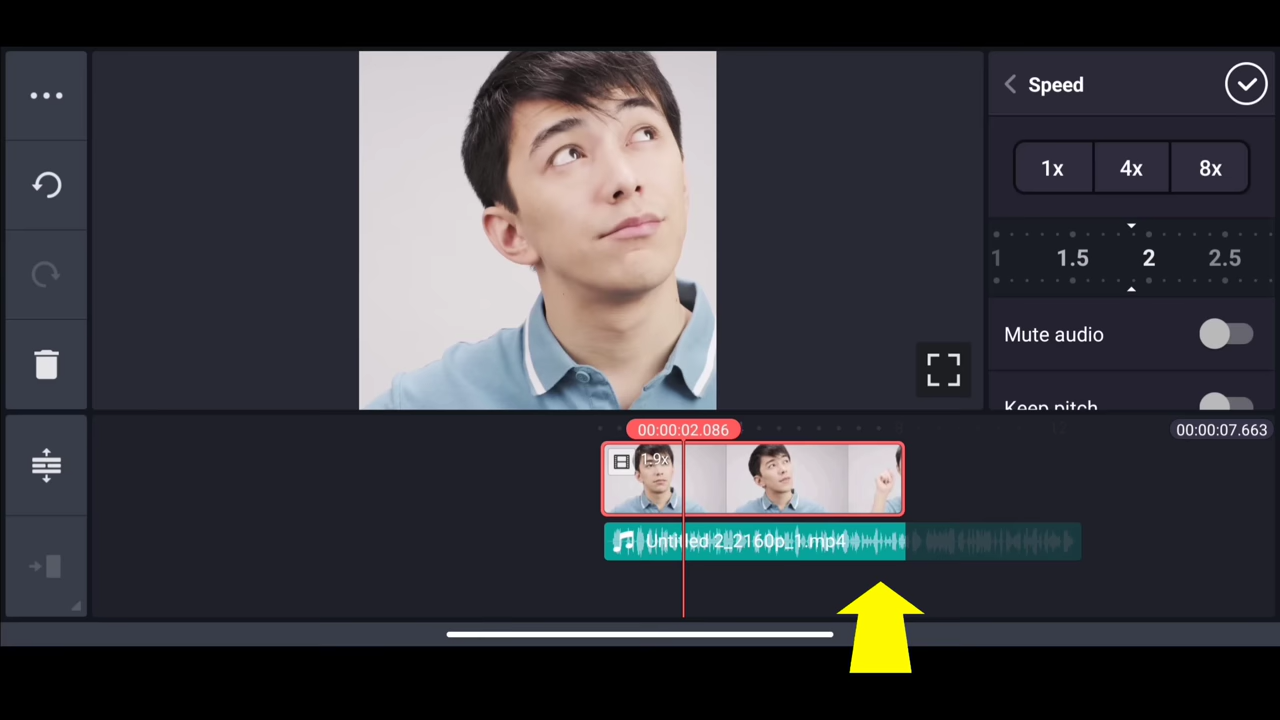 Speed
1x 4x 8x
1 1.5 2 2.5
Mute audio
Keep pitch
00:00:02.086
00:00:07.663
1.9x
Untitled 2_2160p_1.mp4